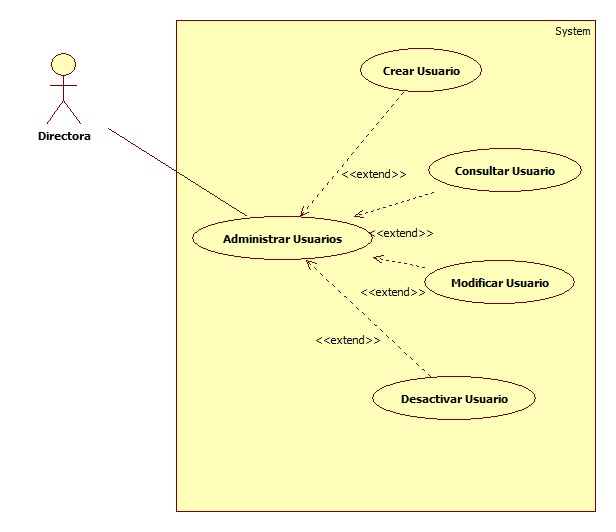 System
Crear Usuario
Directora
<<extend>>
Consultar Usuario
Administrar Usuarios
<<extend>>
Modificar Usuario
<<extend>>
<<extend>>
Desactivar Usuario